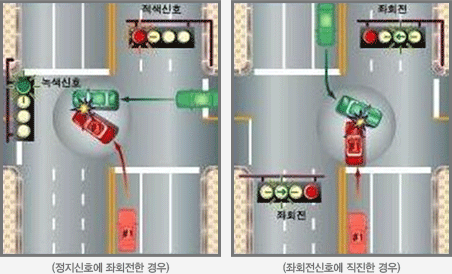 적색신호
녹색신호
#1
(정지신호에 좌회전한 경우)
좌회전
#1
좌회전
(좌회전신호에 직진한 경우)